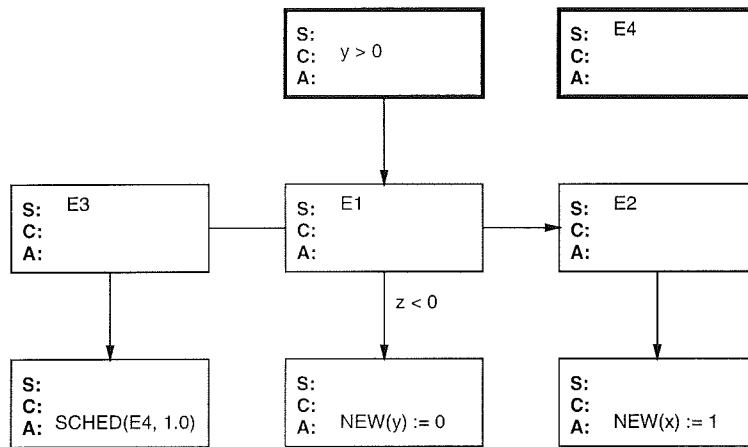 S:
C: y > 0
A:
S: E4
C:
A:
S: E3
C:
A:
S: E1
C:
A:
S: E2
C:
A:
z < 0
S:
C:
A: SCHED(E4, 1.0)
S:
C:
A: NEW(y) := 0
S:
C:
A: NEW(x) := 1